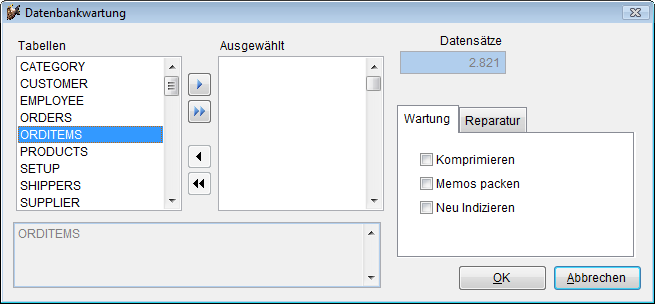 Datenbankwartung
Tabellen
Ausgewählt
Datensätze
2.821
CATEGORY
CUSTOMER
EMPLOYEE
ORDERS
ORDITEMS
PRODUCTS
SETUP
SHIPPERS
SUPPLIER
Wartung
Reparatur
Komprimieren
Memos packen
Neu Indizieren
ORDITEMS
OK
Abbrechen